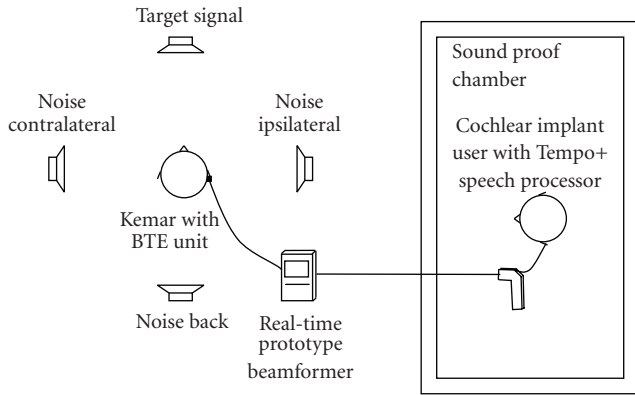 Target signal
Noise
contralateral
Noise
ipsilateral
Kemar with
BTE unit
Noise back
Real-time
prototype
beamformer
Sound proof
chamber
Cochlear implant
user with Tempo+
speech processor